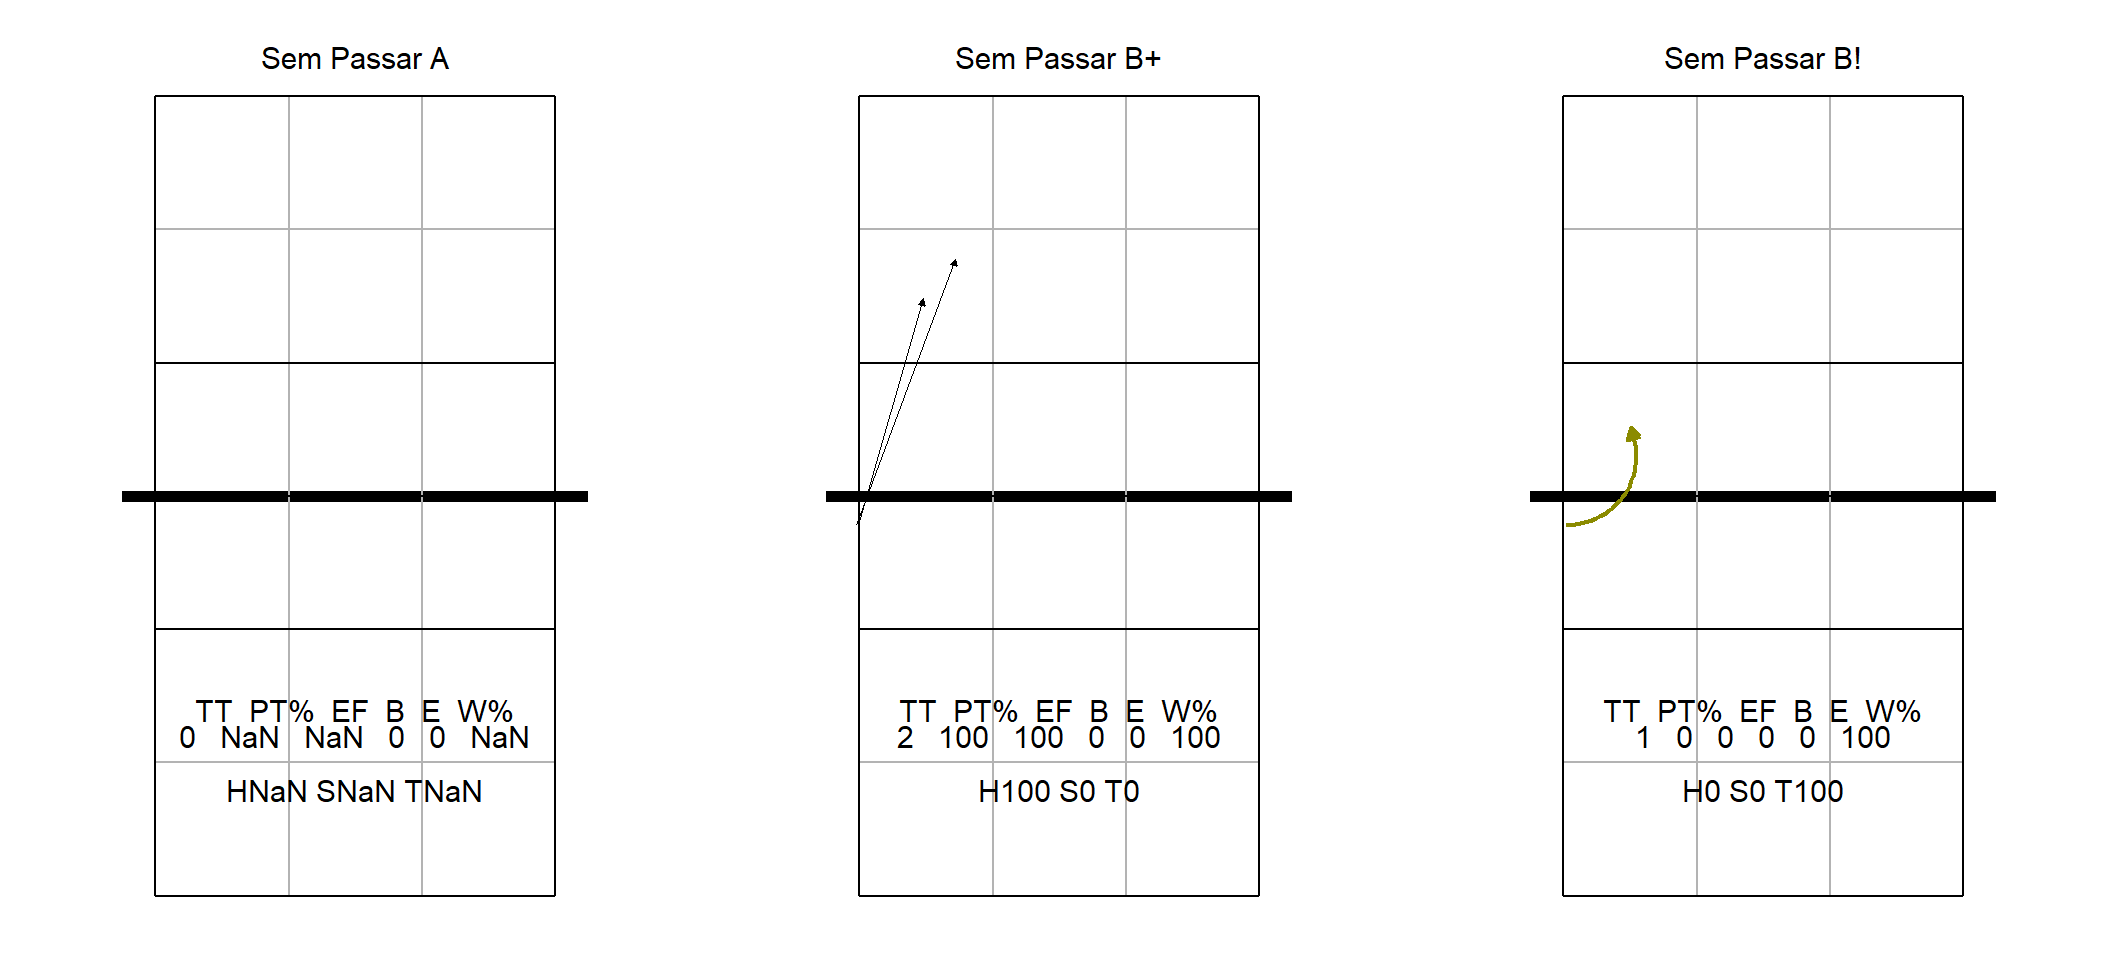 Sem Passar A
TT PT% EF B E W%
0 NaN NaN 0 0 NaN
HNaN SNaN TNaN
Sem Passar B+
TT PT% EF B E W%
2 100 100 0 0 100
H100 S0 T0
Sem Passar B!
TT PT% EF B E W%
1 0 0 0 0 100
H0 S0 T100